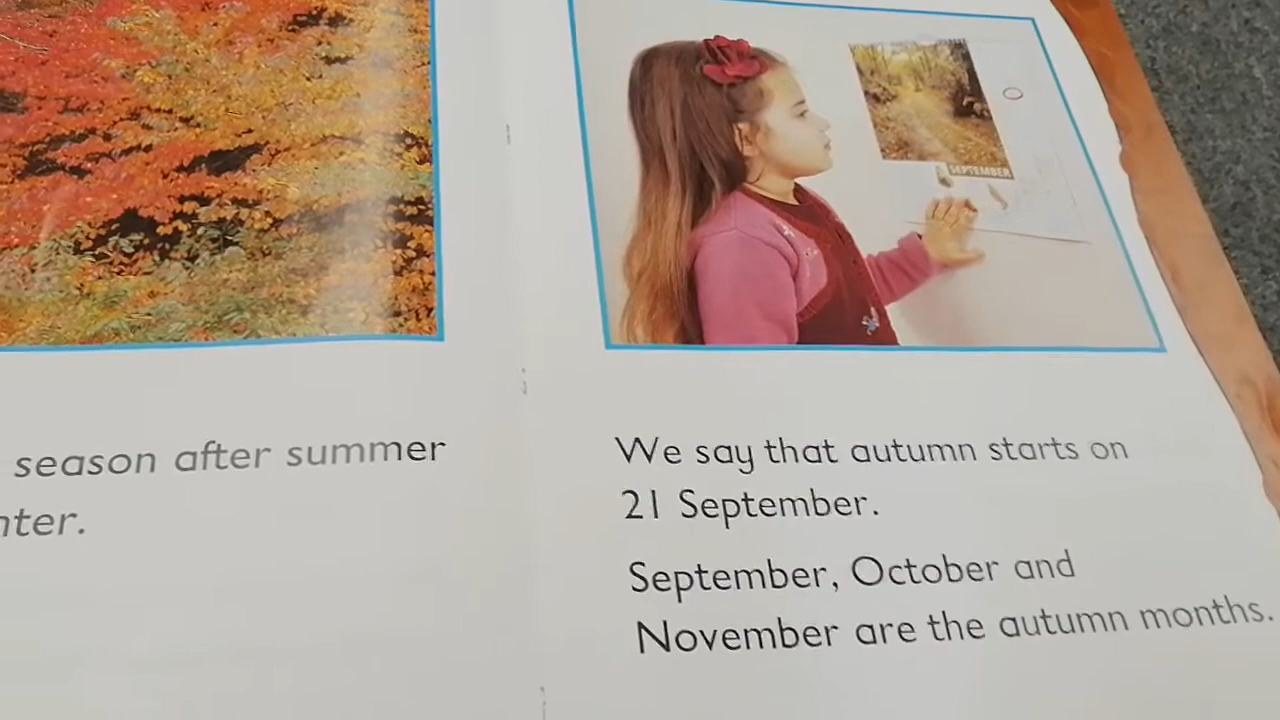 season after summer
nter.
SEPTEMBER
We say that autumn starts on
21 September.
September, October and
November are the autumn months.